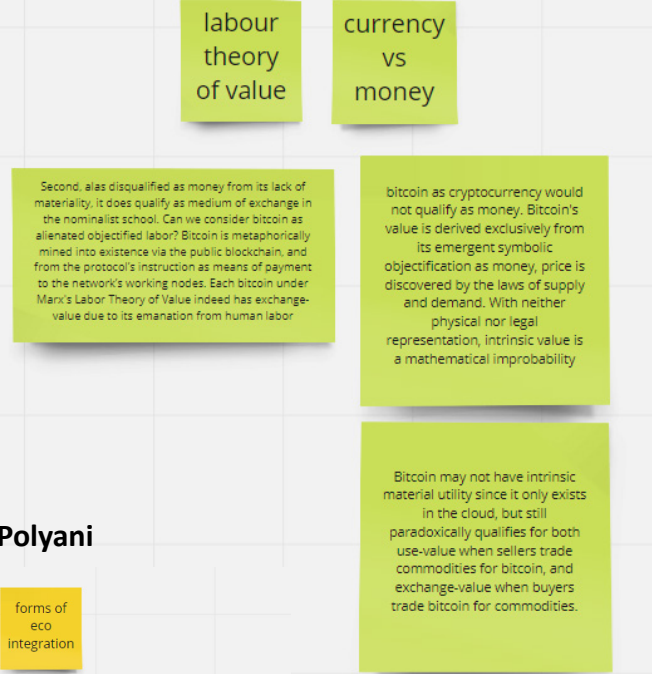 labour
theory
of value
currency
vs
money
Second, alas disqualified as money from its lack of
materiality, it does qualify as medium of exchange in
the nominalist school. Can we consider bitcoin as
alienated objectified labor? Bitcoin is metaphorically
mined into existence via the public blockchain, and
from the protocol's instruction as means of payment
to the network's working nodes. Each bitcoin under
Marx's Labor Theory of Value indeed has exchange-
value due to its emanation from human labor
bitcoin as cryptocurrency would
not qualify as money. Bitcoin's
value is derived exclusively from
its emergent symbolic
objectification as money, price is
discovered by the laws of supply
and demand. With neither
physical nor legal
representation, intrinsic value is
a mathematical improbability
Bitcoin may not have intrinsic
material utility since it only exists
in the cloud, but still
paradoxically qualifies for both
use-value when sellers trade
commodities for bitcoin, and
exchange-value when buyers
trade bitcoin for commodities.
Polyani
forms of
eco
integration